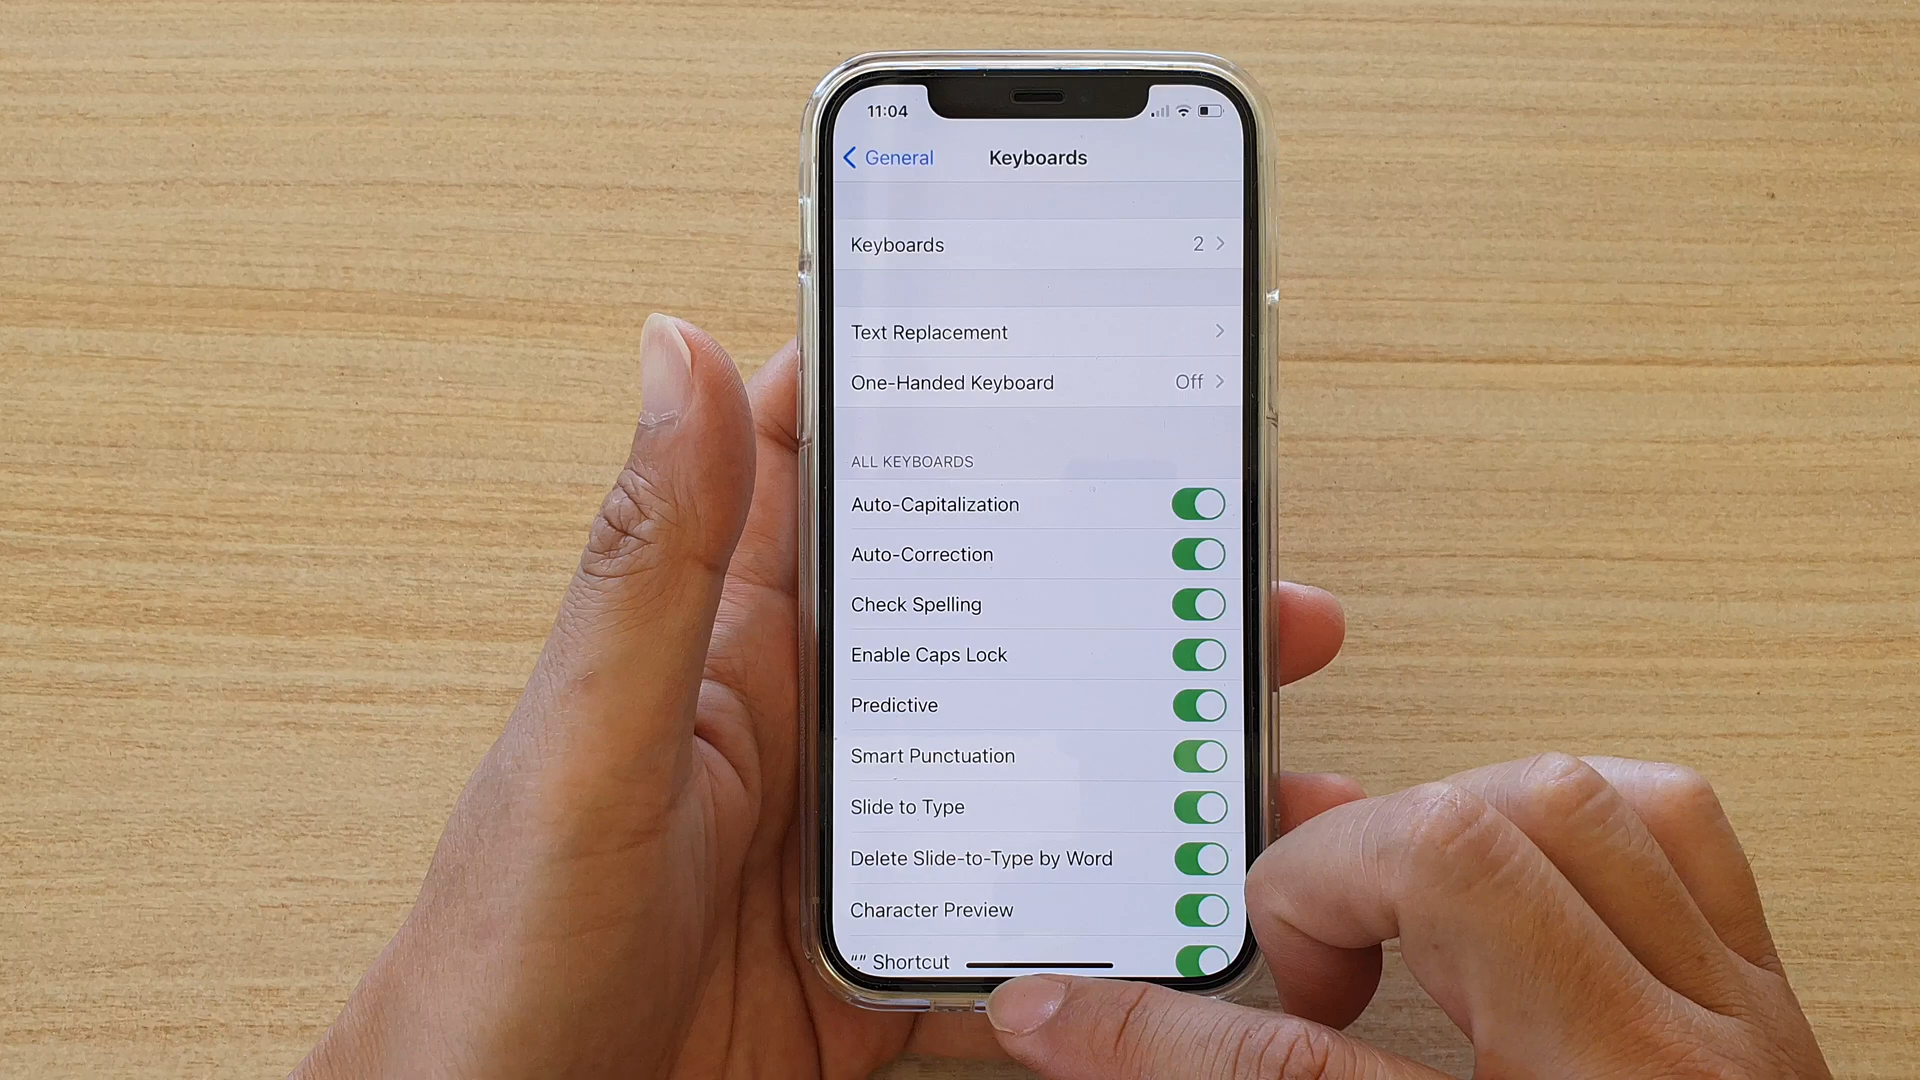 11:04
General Keyboards
Keyboards 2
Text Replacement
One-Handed Keyboard Off
ALL KEYBOARDS
Auto-Capitalization
Auto-Correction
Check Spelling
Enable Caps Lock
Predictive
Smart Punctuation
Slide to Type
Delete Slide-to-Type by Word
Character Preview
“.” Shortcut